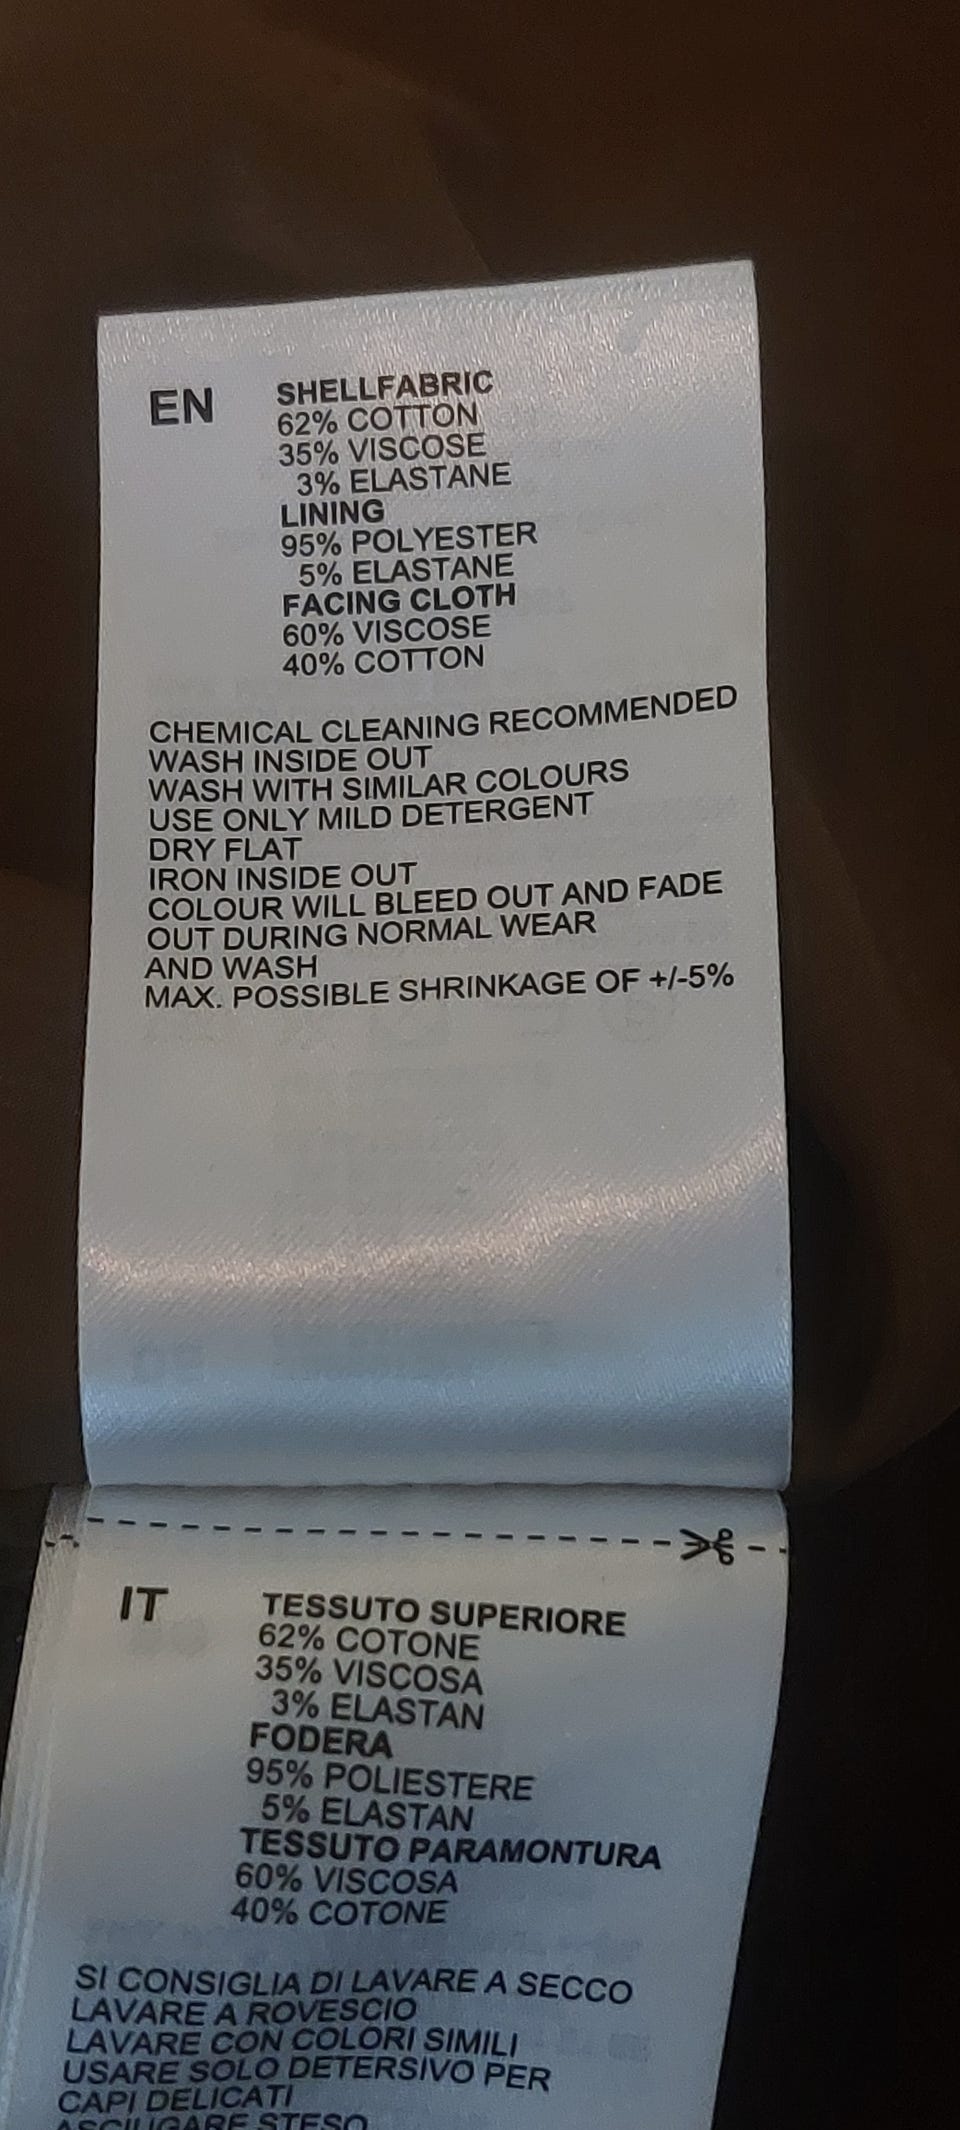 EN
SHELLFABRIC
62% COTTON
35% VISCOSE
3% ELASTANE
LINING
95% POLYESTER
5% ELASTANE
FACING CLOTH
60% VISCOSE
40% COTTON
CHEMICAL CLEANING RECOMMENDED
WASH INSIDE OUT
WASH WITH SIMILAR COLOURS
USE ONLY MILD DETERGENT
DRY FLAT
IRON INSIDE OUT
COLOUR WILL BLEED OUT AND FADE
OUT DURING NORMAL WEAR
AND WASH
MAX. POSSIBLE SHRINKAGE OF +/-5%
IT
TESSUTO SUPERIORE
62% COTONE
35% VISCOSA
3% ELASTAN
FODERA
95% POLIESTERE
5% ELASTAN
TESSUTO PARAMONTURA
60% VISCOSA
40% COTONE
SI CONSIGLIA DI LAVARE A SECCO
LAVARE A ROVESCIO
LAVARE CON COLORI SIMILI
USARE SOLO DETERSIVO PER
CAPI DELICATI
ASCIUGARE STESO